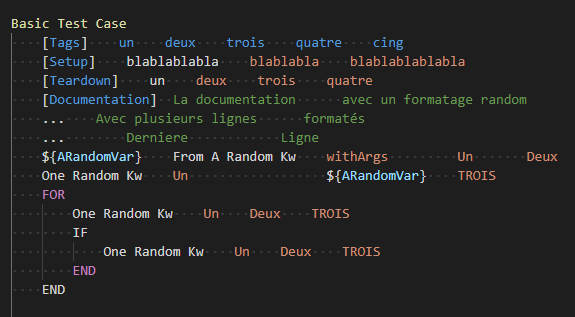 Basic Test Case
    [Tags]    un    deux    trois    quatre    cinq
    [Setup]    blablablabla    blablabla    blablablablabla
    [Teardown]    un    deux    trois    quatre
    [Documentation]  La documentation      avec un formatage random
    ...    Avec plusieurs lignes      formatés
    ...        Derniere            Ligne
    ${ARandomVar}    From A Random Kw    withArgs         Un       Deux
    One Random Kw    Un                  ${ARandomVar}    TROIS
    FOR
        One Random Kw    Un    Deux    TROIS
        IF
            One Random Kw    Un    Deux    TROIS
        END
    END